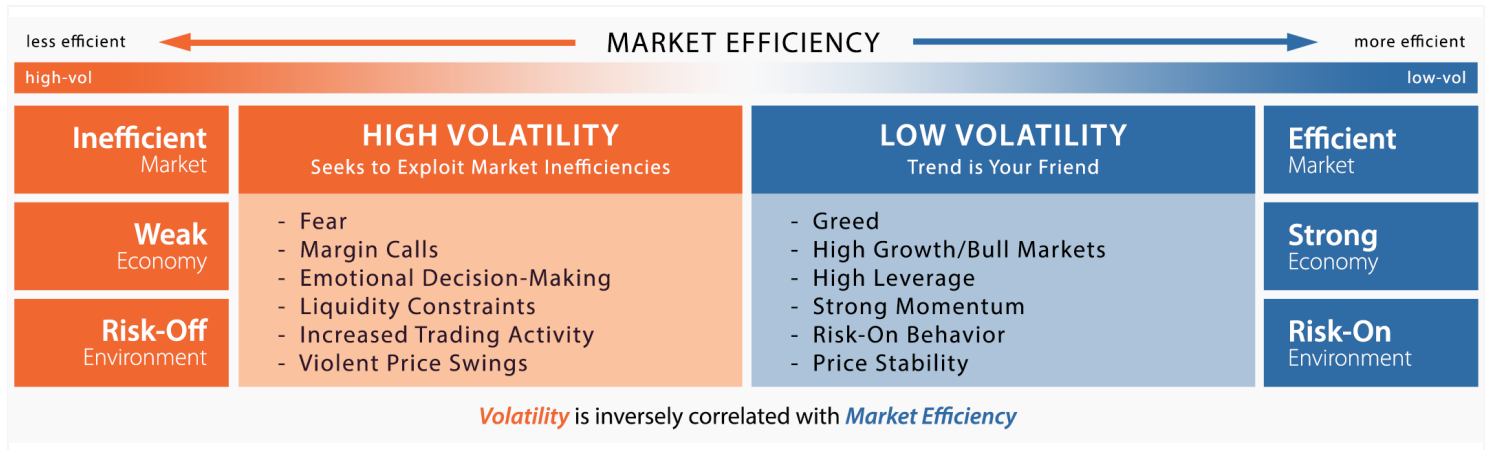 less efficient
MARKET EFFICIENCY
more efficient
high-vol
low-vol
Inefficient
Market
Weak
Economy
Risk-Off
Environment
HIGH VOLATILITY
Seeks to Exploit Market Inefficiencies
- Fear
- Margin Calls
- Emotional Decision-Making
- Liquidity Constraints
- Increased Trading Activity
- Violent Price Swings
LOW VOLATILITY
Trend is Your Friend
- Greed
- High Growth/Bull Markets
- High Leverage
- Strong Momentum
- Risk-On Behavior
- Price Stability
Efficient
Market
Strong
Economy
Risk-On
Environment
Volatility is inversely correlated with Market Efficiency